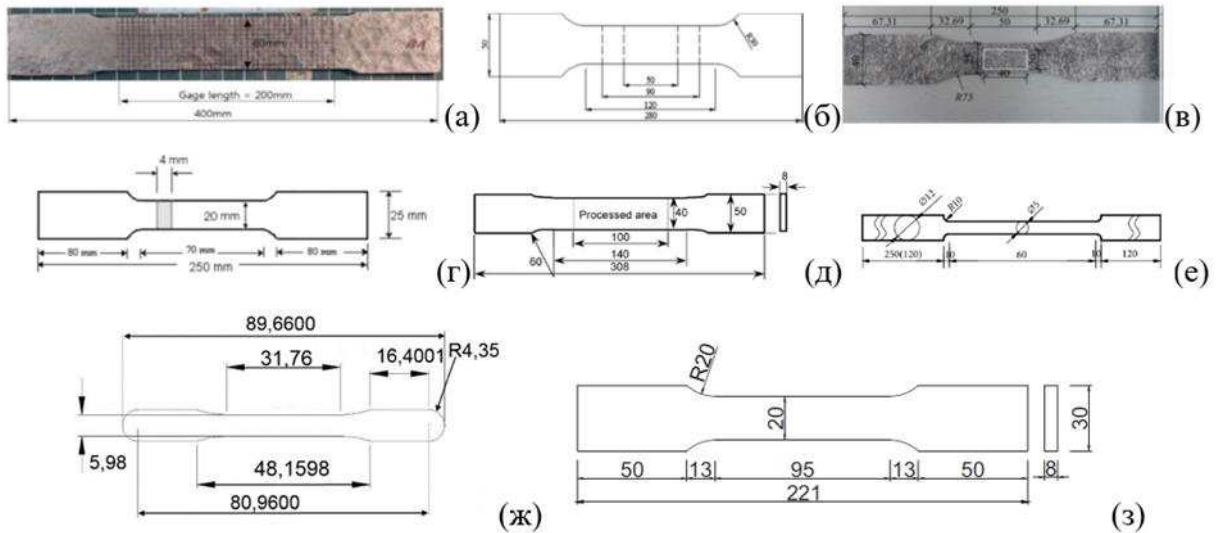 60mm
Gage length = 200mm
400mm
(а)
50
R30
50
90
120
280
(б)
250
67.31 32.69 50 32.69 67.31
40
R75
(в)
4 mm
20 mm
25 mm
80 mm 70 mm 80 mm
250 mm
(г)
Processed area
40
50
8
100
140
60
308
(д)
Ø12
R10
Ø5
250(120) 10 60 10 120
(е)
89,6600
31,76
16,4001
R4,35
5,98
48,1598
80,9600
(ж)
R20
20
30
50 13 95 13 50
8
221
(з)